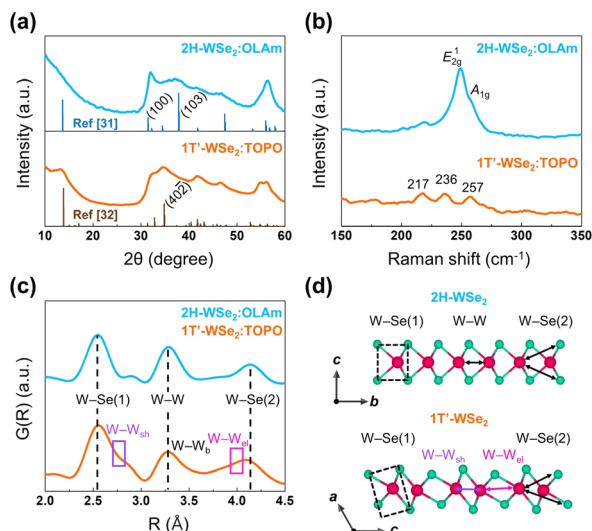 (a)
2H-WSe₂:OLAm
(100)
(103)
Ref [31]
1T'-WSe₂:TOPO
(402̄)
Ref [32]
Intensity (a.u.)
10 20 30 40 50 60
2θ (degree)
(b)
2H-WSe₂:OLAm
E¹₂g
A₁g
1T'-WSe₂:TOPO
217 236 257
Intensity (a.u.)
150 200 250 300 350
Raman shift (cm⁻¹)
(c)
2H-WSe₂:OLAm
1T'-WSe₂:TOPO
W–Se(1) W–W W–Se(2)
W–Wsh
W–Wb
W–Wel
G(R) (a.u.)
2.0 2.5 3.0 3.5 4.0 4.5
R (Å)
(d)
2H-WSe₂
W–Se(1) W–W W–Se(2)
c
b
1T'-WSe₂
W–Se(1) W–Se(2)
W–Wsh W–Wel
a
c